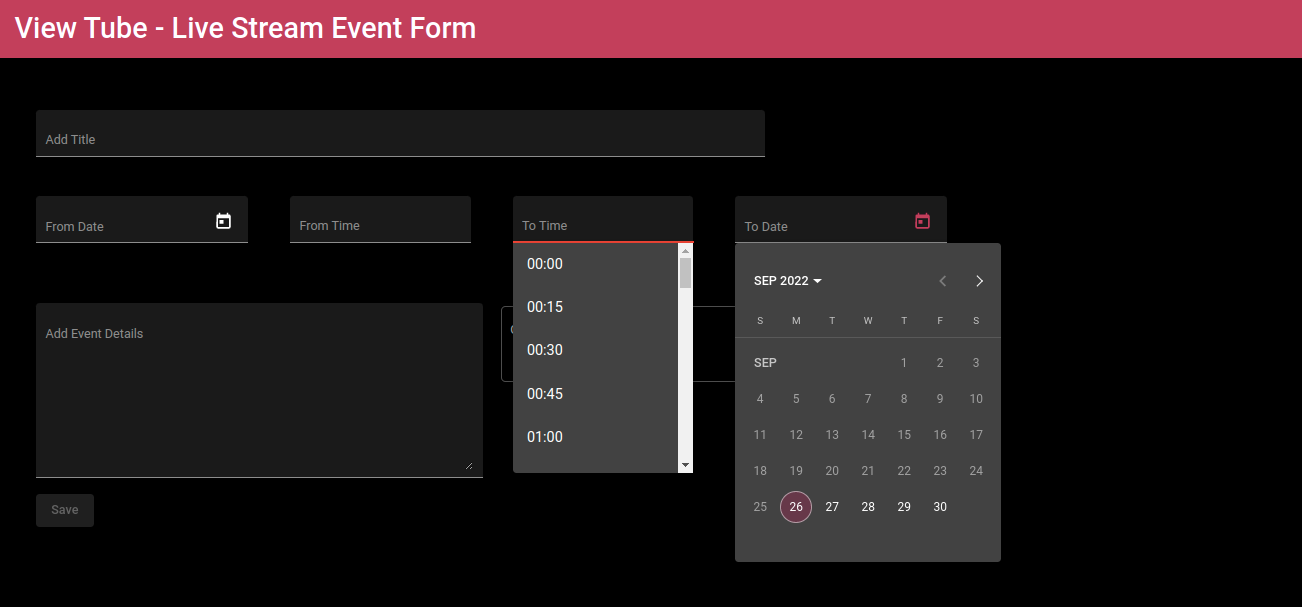 View Tube - Live Stream Event Form
Add Title
From Date
From Time
To Time
To Date
00:00
00:15
00:30
00:45
01:00
SEP 2022
S M T W T F S
SEP 1 2 3
4 5 6 7 8 9 10
11 12 13 14 15 16 17
18 19 20 21 22 23 24
25 26 27 28 29 30
Add Event Details
Save